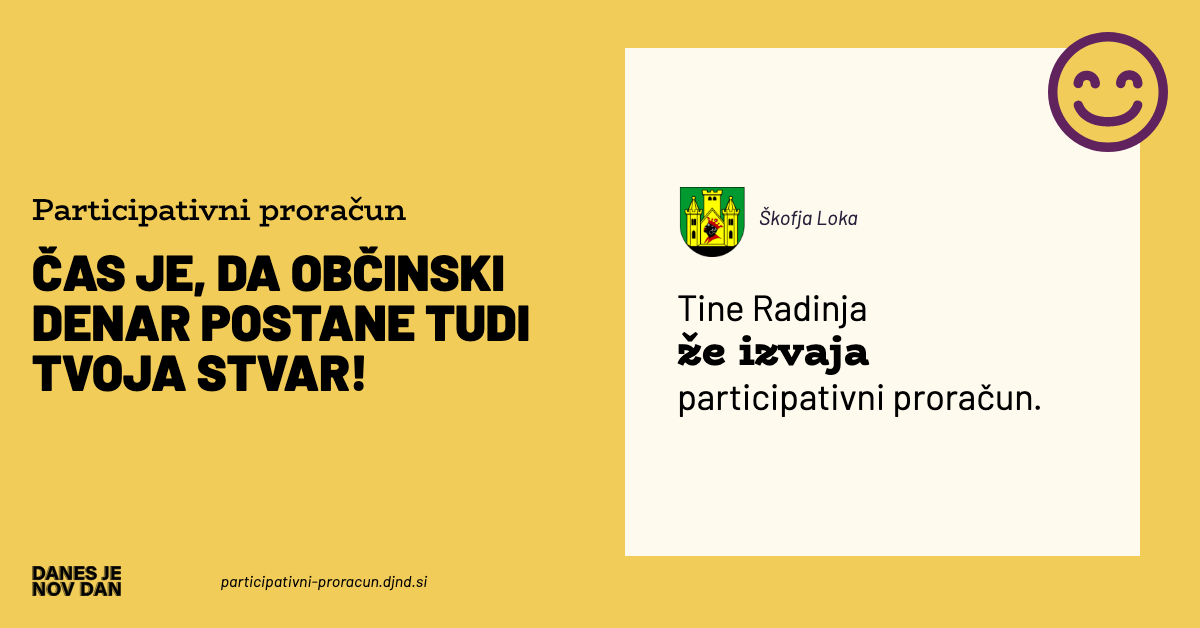 Participativni proračun
ČAS JE, DA OBČINSKI
DENAR POSTANE TUDI
TVOJA STVAR!
DANES JE
NOV DAN
participativni-proracun.djnd.si
Škofja Loka
Tine Radinja
že izvaja
participativni proračun.